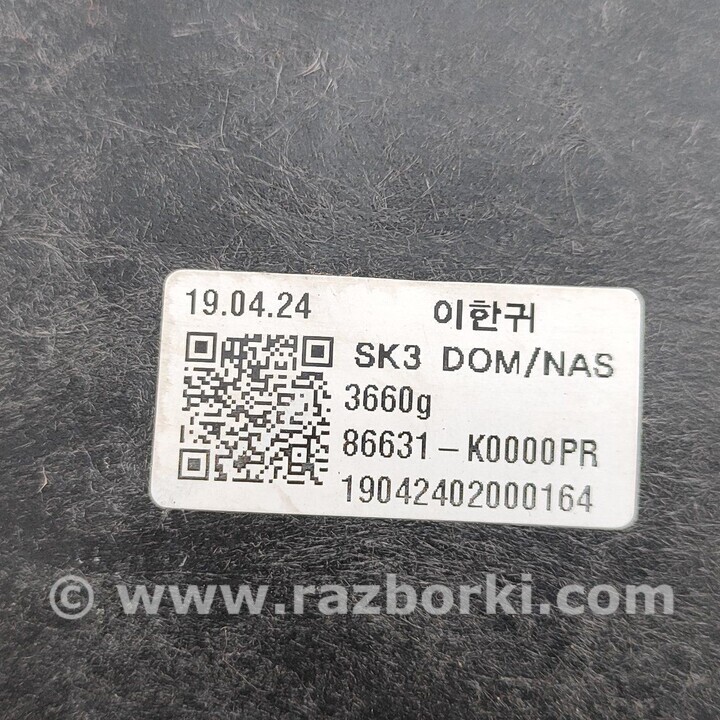 19.04.24 이한귀
SK3 DOM/NAS
3660g
86631-K0000PR
19042402000164
© www.razborki.com